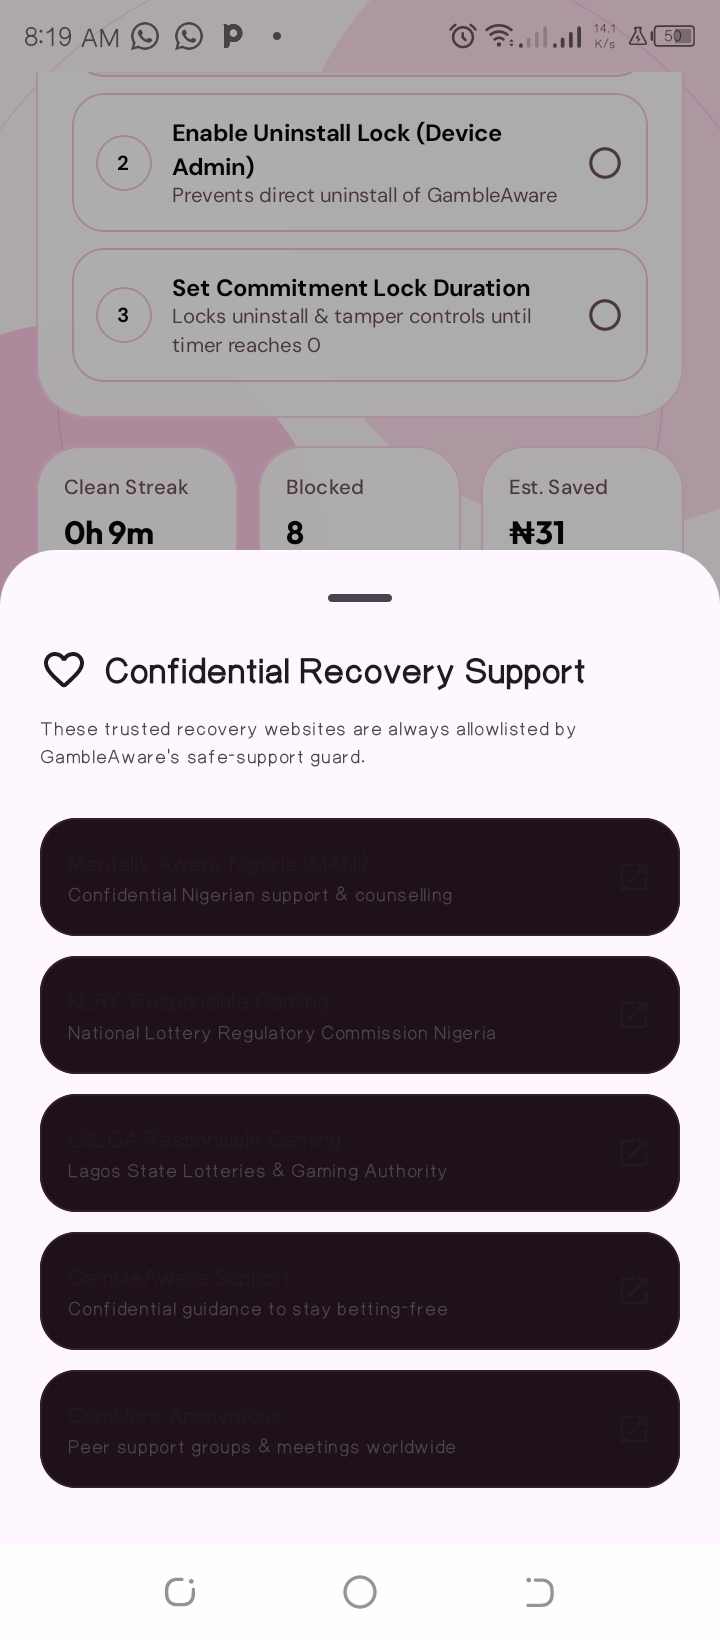 8:19 AM
14.1
K/s
50
2
Enable Uninstall Lock (Device
Admin)
Prevents direct uninstall of GambleAware
3
Set Commitment Lock Duration
Locks uninstall & tamper controls until
timer reaches 0
Clean Streak
Blocked
Est. Saved
0h 9m
8
₦31
Confidential Recovery Support
These trusted recovery websites are always allowlisted by
GambleAware's safe-support guard.
Mentally Aware Nigeria (MANI)
Confidential Nigerian support & counselling
NLRC Responsible Gaming
National Lottery Regulatory Commission Nigeria
LSLGA Responsible Gaming
Lagos State Lotteries & Gaming Authority
GambleAware Support
Confidential guidance to stay betting-free
Gamblers Anonymous
Peer support groups & meetings worldwide